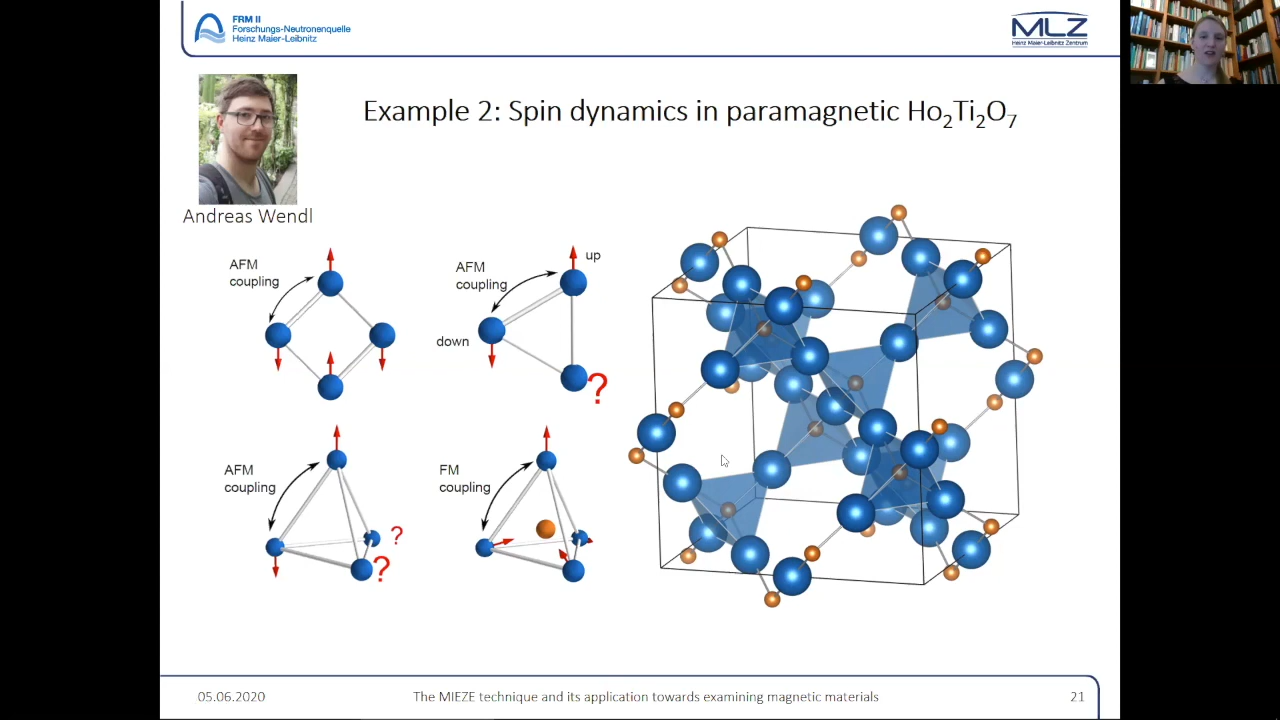 FRM II
Forschungs-Neutronenquelle
Heinz Maier-Leibnitz
MLZ
Heinz Maier-Leibnitz Zentrum
Example 2: Spin dynamics in paramagnetic Ho₂Ti₂O₇
Andreas Wendl
AFM
coupling
AFM
coupling
up
down
?
AFM
coupling
?
?
FM
coupling
05.06.2020
The MIEZE technique and its application towards examining magnetic materials
21